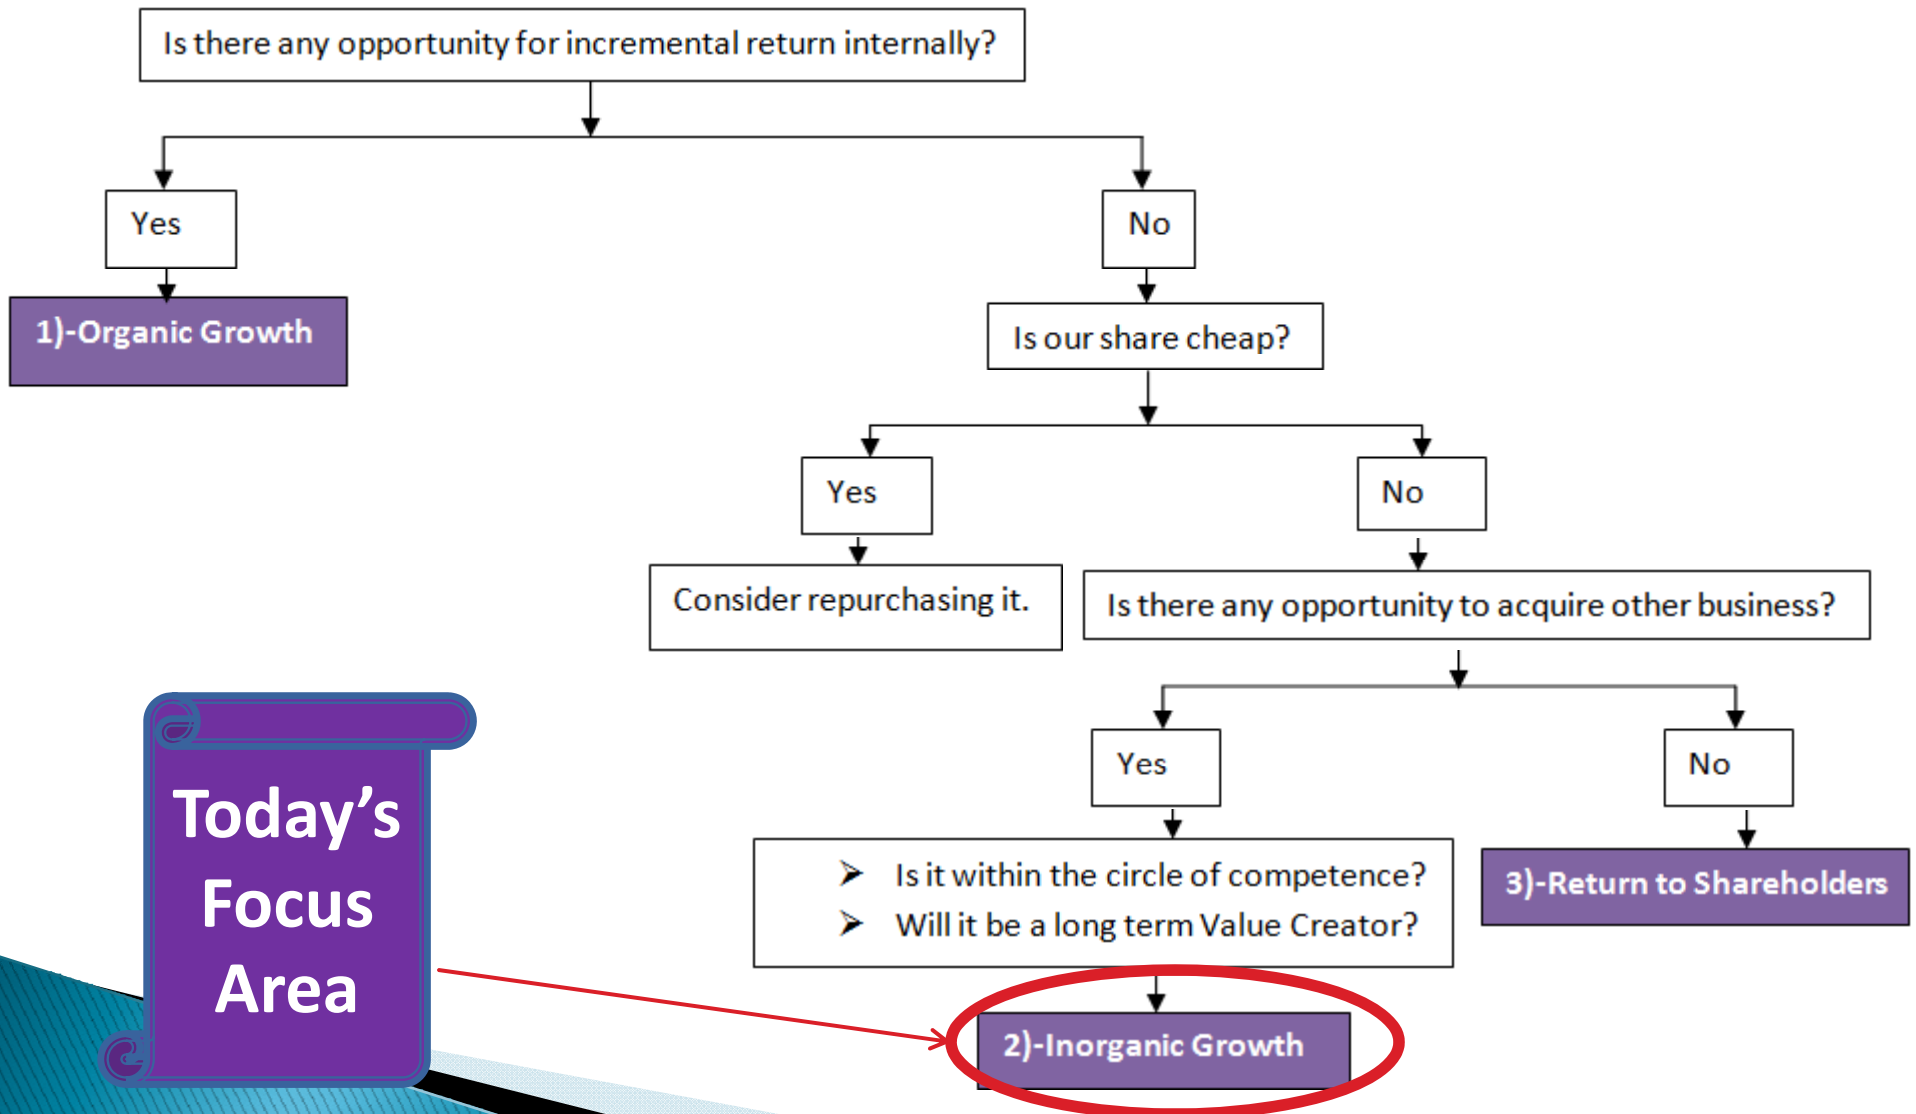 Is there any opportunity for incremental return internally?
Yes
No
1)-Organic Growth
Is our share cheap?
Yes
No
Consider repurchasing it.
Is there any opportunity to acquire other business?
Yes
No
➢ Is it within the circle of competence?
➢ Will it be a long term Value Creator?
3)-Return to Shareholders
2)-Inorganic Growth
Today’s
Focus
Area